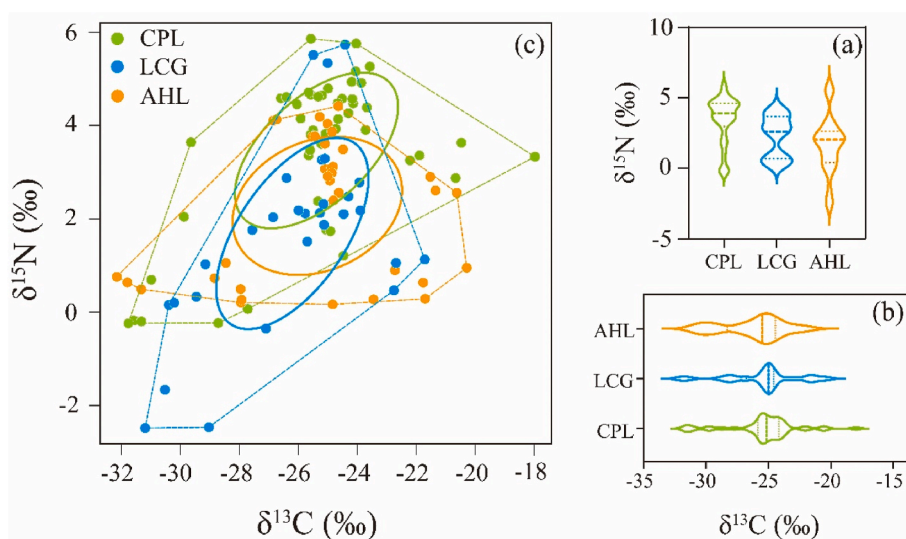 6
4
2
0
-2
δ¹⁵N (‰)
CPL
LCG
AHL
(c)
-32
-30
-28
-26
-24
-22
-20
-18
δ¹³C (‰)
10
5
0
-5
δ¹⁵N (‰)
(a)
CPL
LCG
AHL
(b)
AHL
LCG
CPL
-35
-30
-25
-20
-15
δ¹³C (‰)